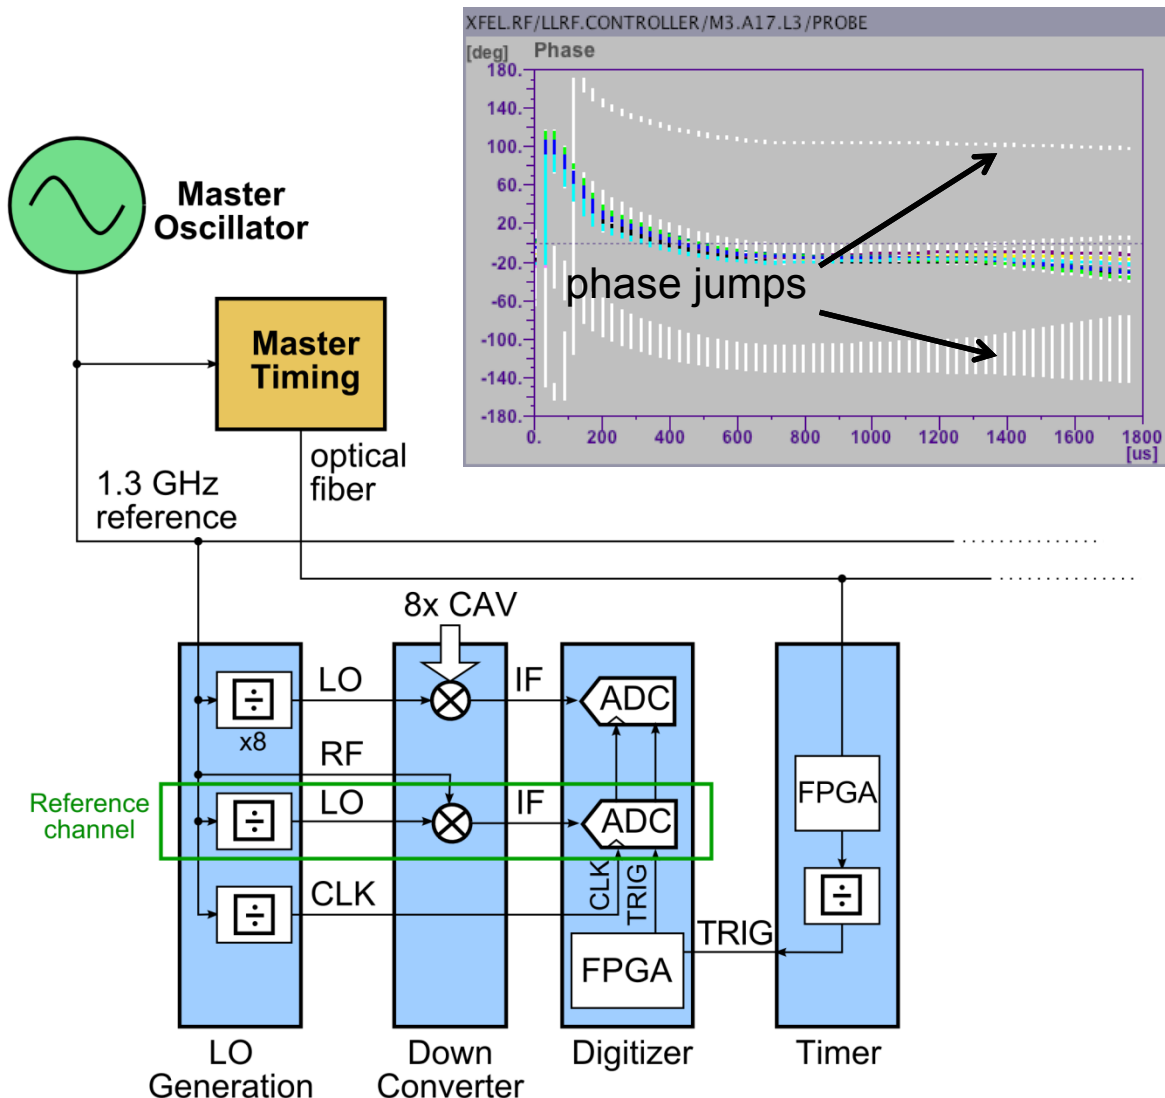 XFEL.RF/LLRF.CONTROLLER/M3.A17.L3/PROBE
[deg] Phase
180.
140.
100.
60.
20.
-20.
-60.
-100.
-140.
-180.
0. 200 400 600 800 1000 1200 1400 1600 1800
[us]
phase jumps
Master
Oscillator
Master
Timing
optical
fiber
1.3 GHz
reference
8x CAV
÷
x8
LO
IF
ADC
RF
Reference
channel
÷
LO
IF
ADC
FPGA
÷
CLK
CLK
TRIG
÷
TRIG
FPGA
LO
Generation
Down
Converter
Digitizer
Timer